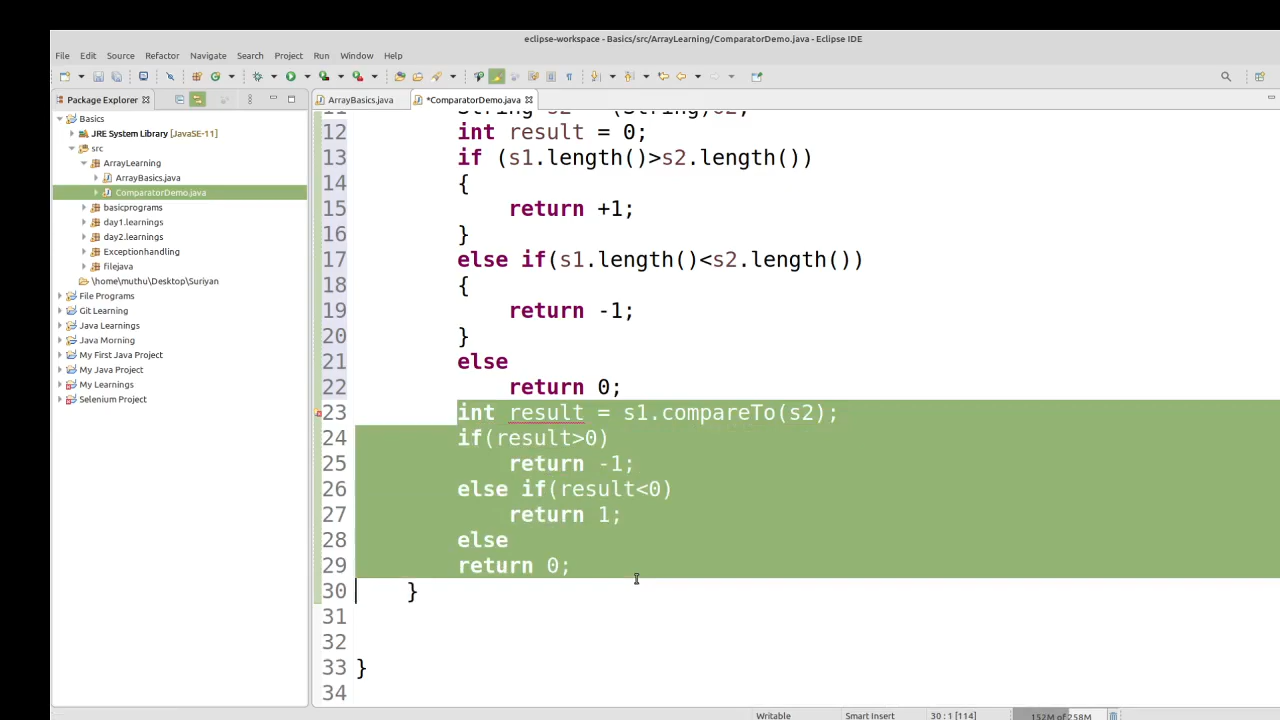 eclipse-workspace - Basics/src/ArrayLearning/ComparatorDemo.java - Eclipse IDE
File Edit Source Refactor Navigate Search Project Run Window Help
Package Explorer
ArrayBasics.java *ComparatorDemo.java
Basics
JRE System Library [JavaSE-11]
src
ArrayLearning
ArrayBasics.java
ComparatorDemo.java
basicprograms
day1.learnings
day2.learnings
Exceptionhandling
filejava
\home\muthu\Desktop\Suriyan
File Programs
Git Learning
Java Learnings
Java Morning
My First Java Project
My Java Project
My Learnings
Selenium Project
12 int result = 0;
13 if (s1.length()>s2.length())
14 {
15 return +1;
16 }
17 else if(s1.length()<s2.length())
18 {
19 return -1;
20 }
21 else
22 return 0;
23 int result = s1.compareTo(s2);
24 if(result>0)
25 return -1;
26 else if(result<0)
27 return 1;
28 else
29 return 0;
30 }
31
32
33 }
34
Writable Smart Insert 30 : 1 [114] 152M of 258M